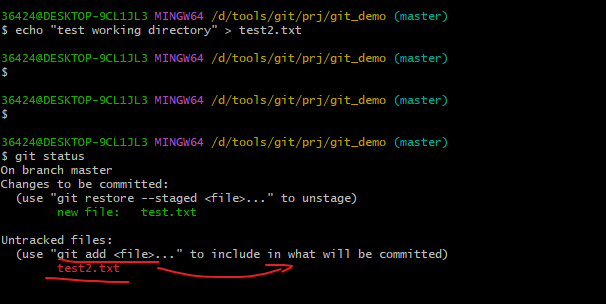 36424@DESKTOP-9CL1JL3 MINGW64 /d/tools/git/prj/git_demo (master)
$ echo "test working directory" > test2.txt
36424@DESKTOP-9CL1JL3 MINGW64 /d/tools/git/prj/git_demo (master)
$
36424@DESKTOP-9CL1JL3 MINGW64 /d/tools/git/prj/git_demo (master)
$
36424@DESKTOP-9CL1JL3 MINGW64 /d/tools/git/prj/git_demo (master)
$ git status
On branch master
Changes to be committed:
  (use "git restore --staged <file>..." to unstage)
        new file:   test.txt
Untracked files:
  (use "git add <file>..." to include in what will be committed)
        test2.txt